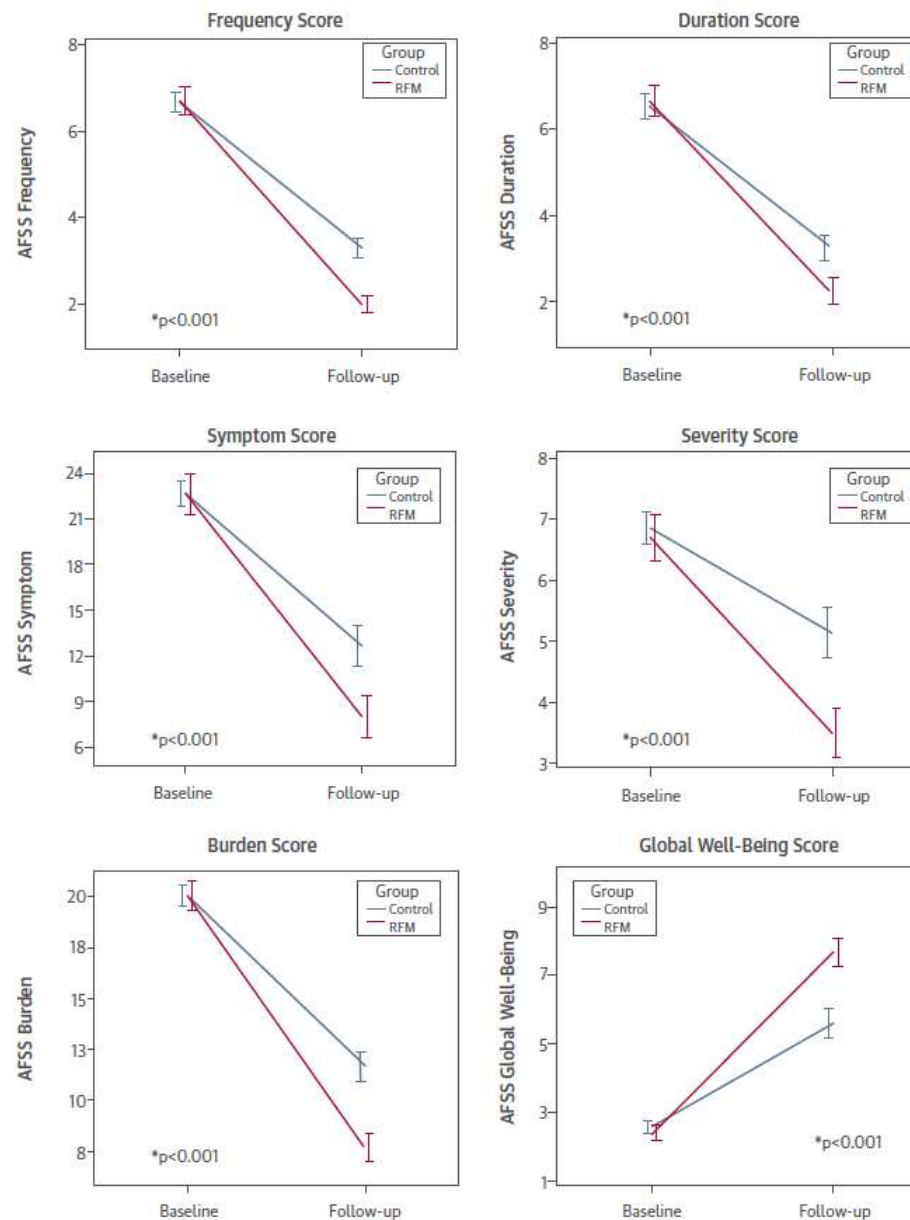 Frequency Score
AFSS Frequency
8
6
4
2
Group
Control
RFM
*p<0.001
Baseline Follow-up
Duration Score
AFSS Duration
8
6
4
2
Group
Control
RFM
*p<0.001
Baseline Follow-up
Symptom Score
AFSS Symptom
24
21
18
15
12
9
6
Group
Control
RFM
*p<0.001
Baseline Follow-up
Severity Score
AFSS Severity
8
7
6
5
4
3
Group
Control
RFM
*p<0.001
Baseline Follow-up
Burden Score
AFSS Burden
20
18
15
13
10
8
Group
Control
RFM
*p<0.001
Baseline Follow-up
Global Well-Being Score
AFSS Global Well-Being
9
7
5
3
1
Group
Control
RFM
*p<0.001
Baseline Follow-up